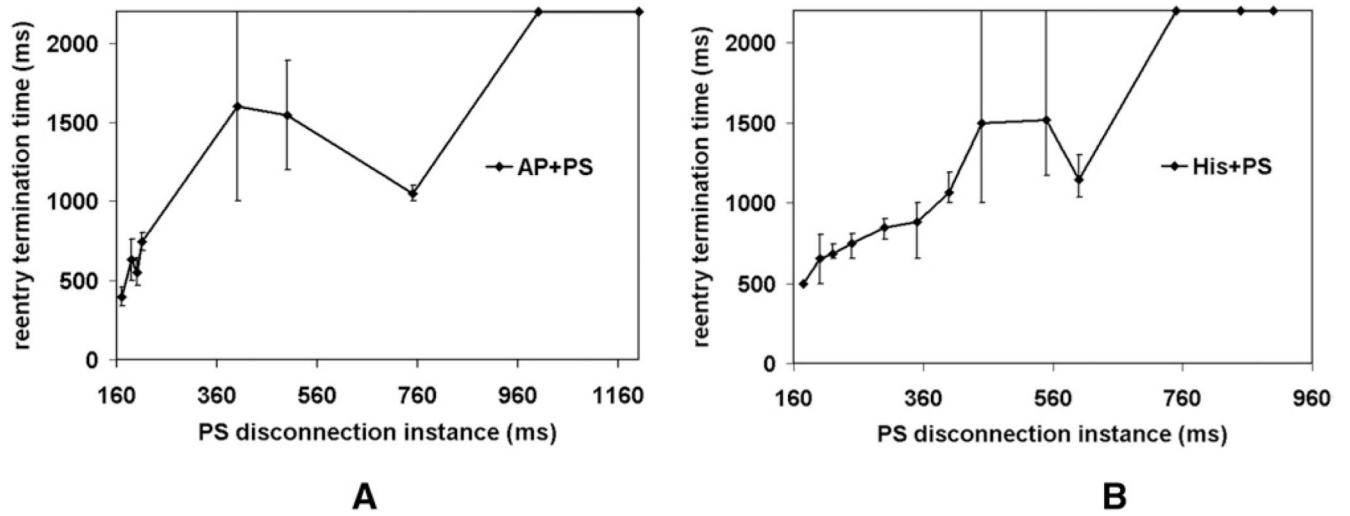 reentry termination time (ms)
2000
1500
1000
500
0
AP+PS
160 360 560 760 960 1160
PS disconnection instance (ms)
A
reentry termination time (ms)
2000
1500
1000
500
0
His+PS
160 360 560 760 960
PS disconnection instance (ms)
B